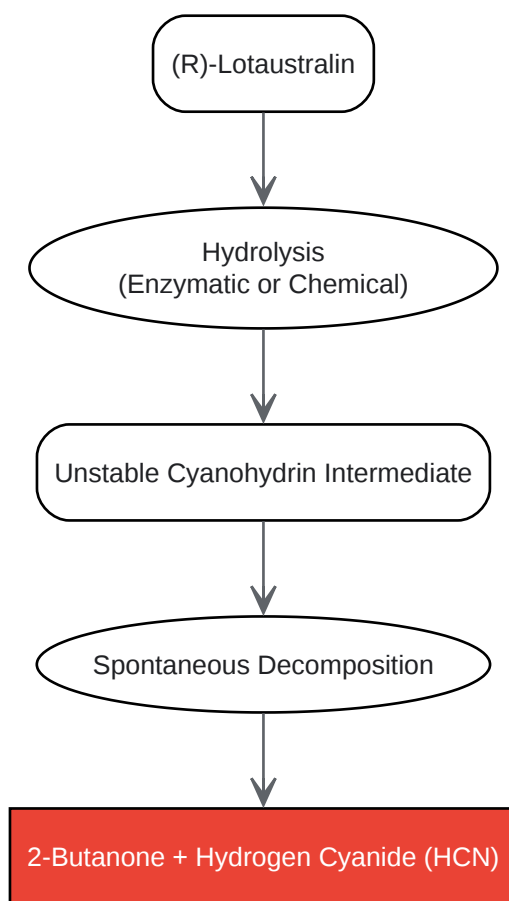 (R)-Lotaustralin
Hydrolysis
(Enzymatic or Chemical)
Unstable Cyanohydrin Intermediate
Spontaneous Decomposition
2-Butanone + Hydrogen Cyanide (HCN)